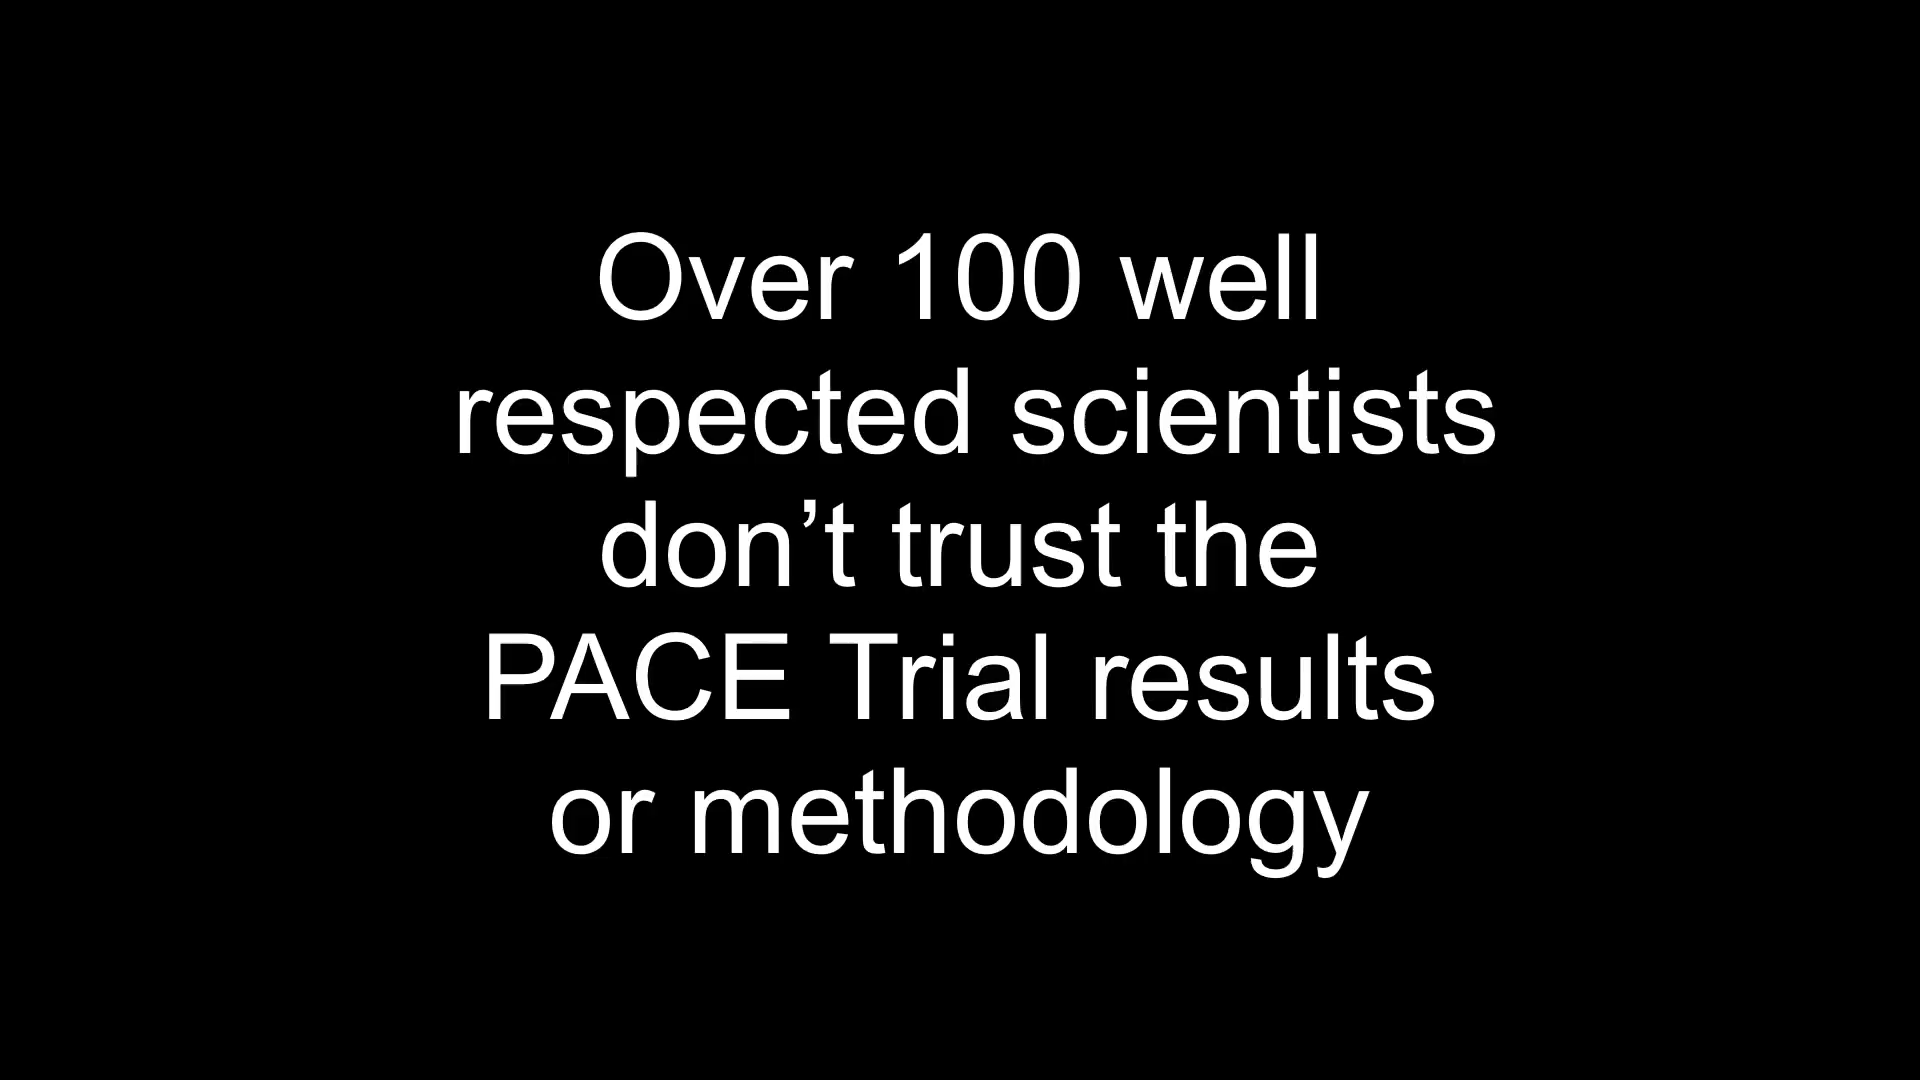 Over 100 well
respected scientists
don’t trust the
PACE Trial results
or methodology